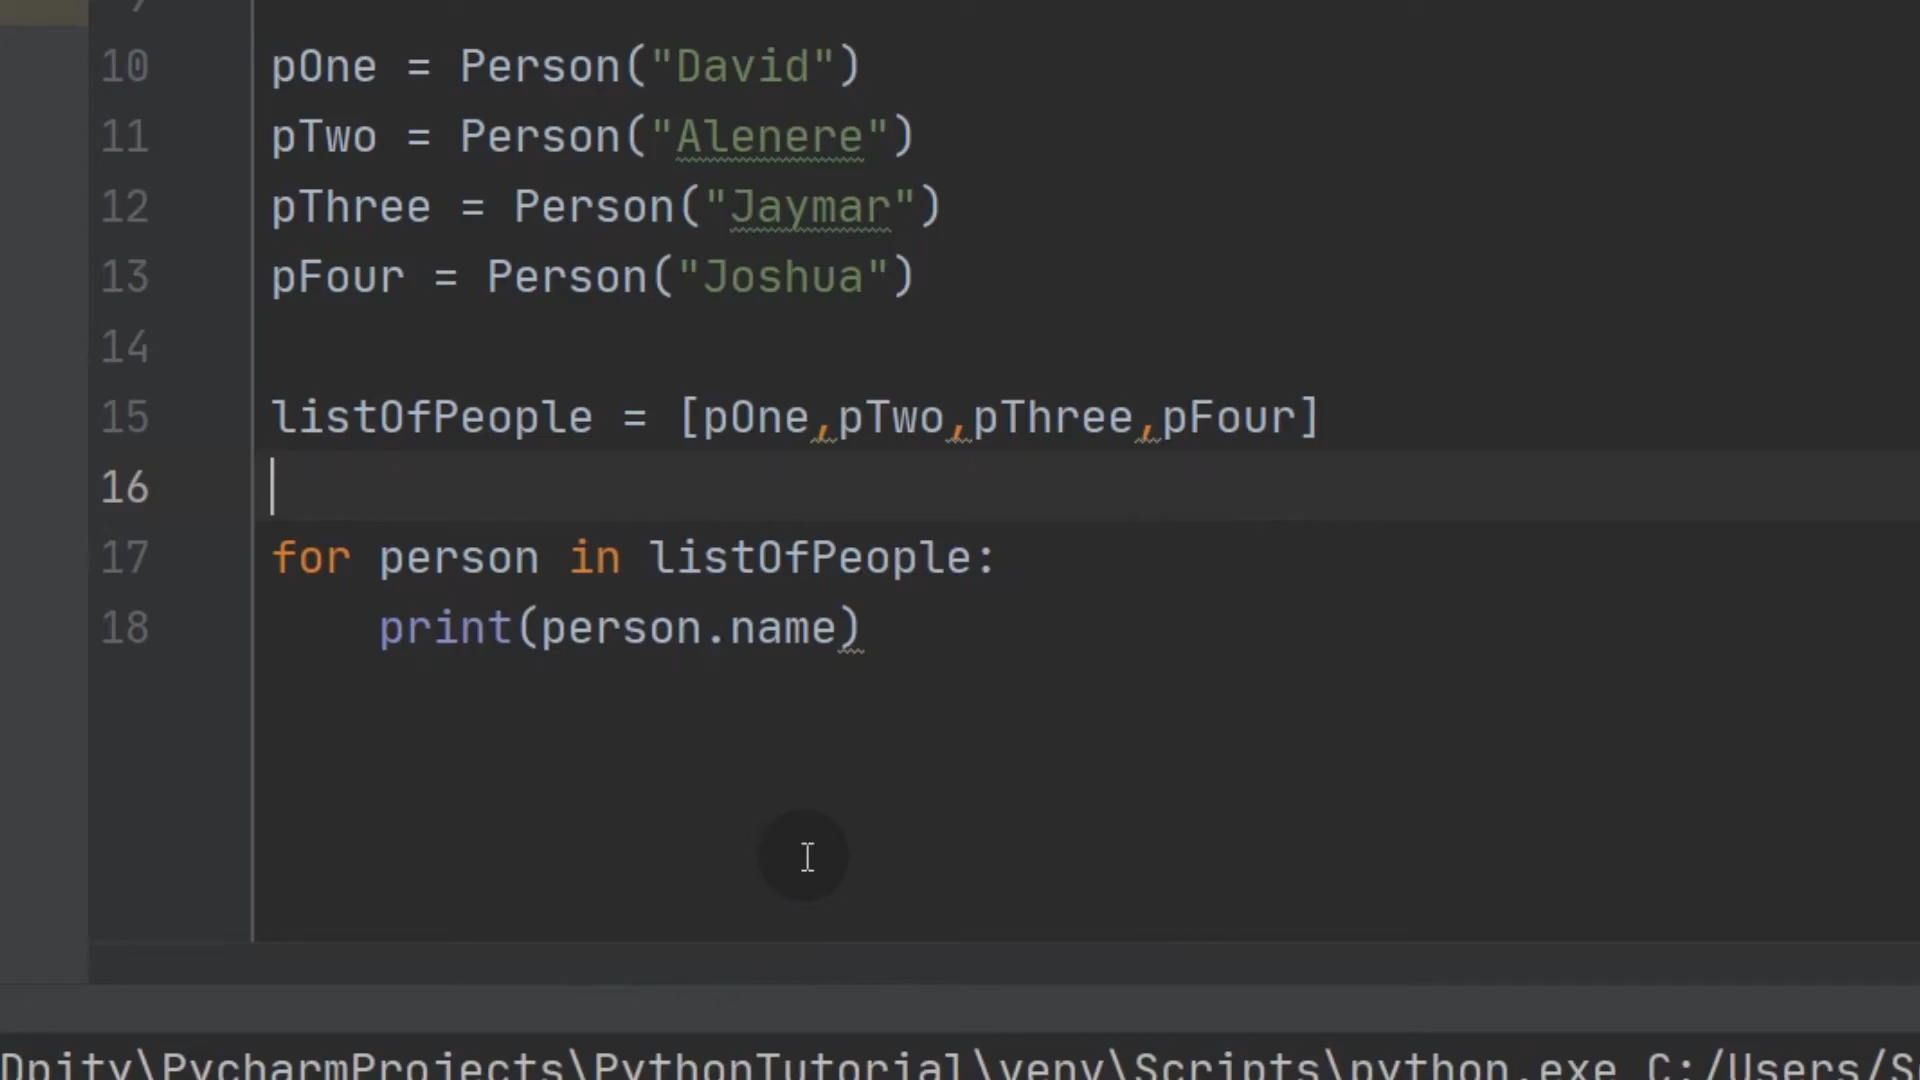 10 pOne = Person("David")
11 pTwo = Person("Alenere")
12 pThree = Person("Jaymar")
13 pFour = Person("Joshua")
14
15 listOfPeople = [pOne,pTwo,pThree,pFour]
16
17 for person in listOfPeople:
18 print(person.name)
Dpity\PycharmProjects\PythonTutorial\venv\Scripts\python.exe C:/Users/S